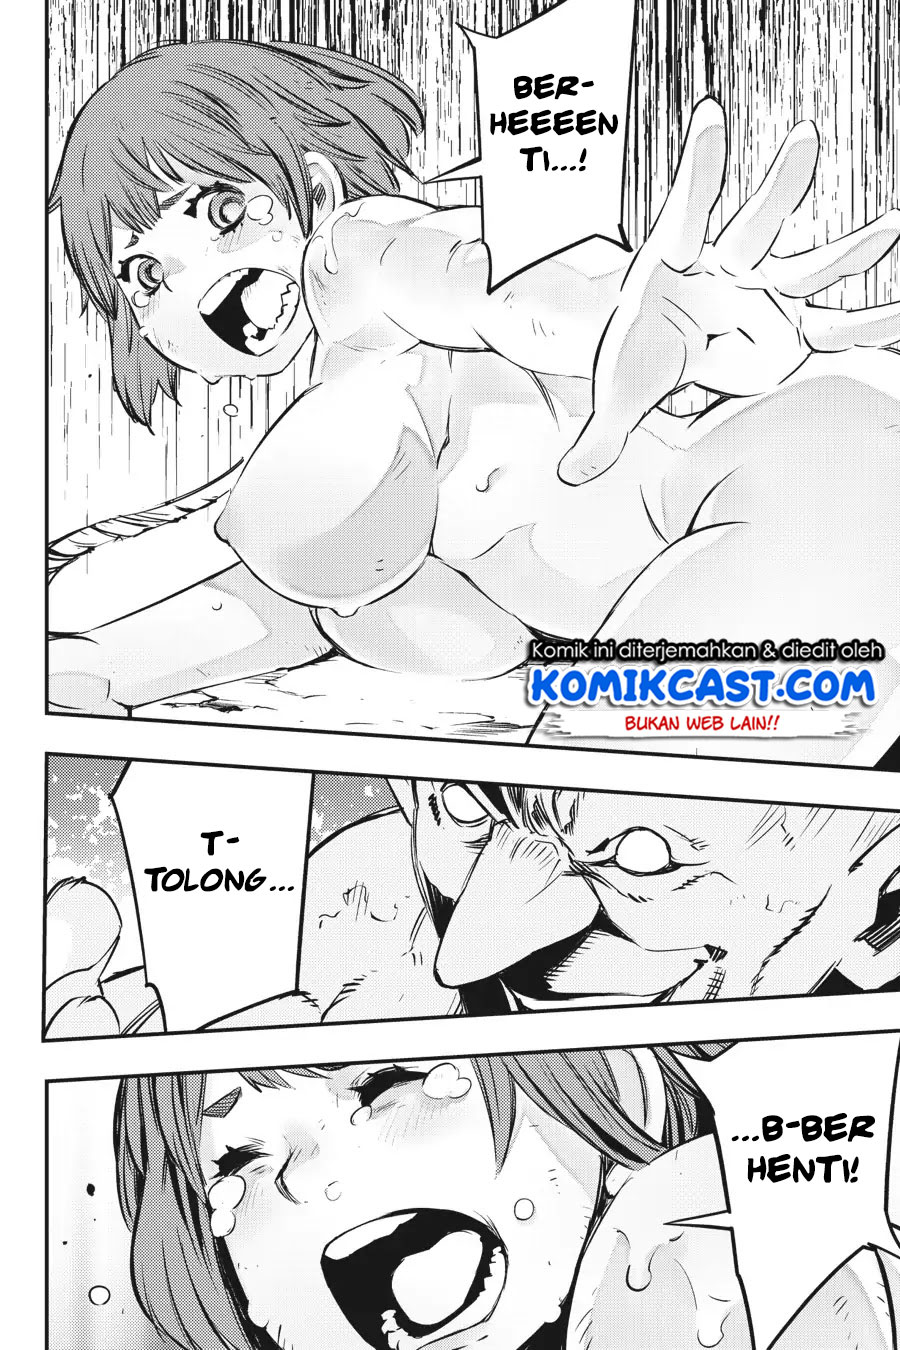 BER-
HEEEEN
TI...!
Komik ini diterjemahkan & diedit oleh
KOMIKCAST.COM
BUKAN WEB LAIN!!
T-
TOLONG...
...B-BER
HENTI!